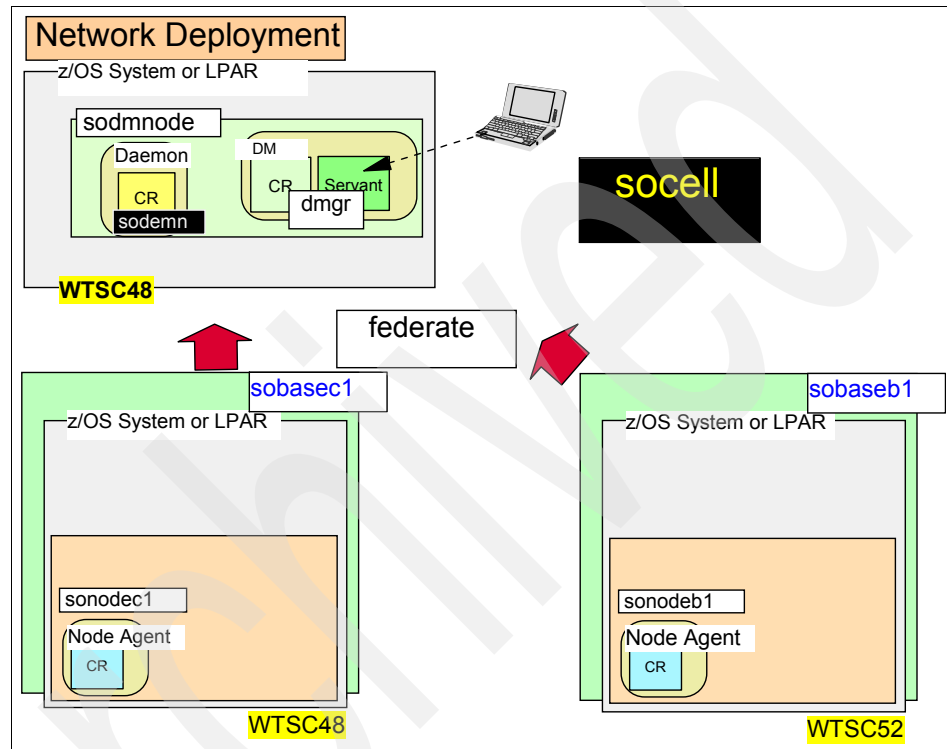 Network Deployment
z/OS System or LPAR
sodmnode
Daemon
CR
sodemn
DM
CR
Servant
dmgr
WTSC48
socell
federate
sobasec1
z/OS System or LPAR
sonodec1
Node Agent
CR
WTSC48
sobaseb1
z/OS System or LPAR
sonodeb1
Node Agent
CR
WTSC52